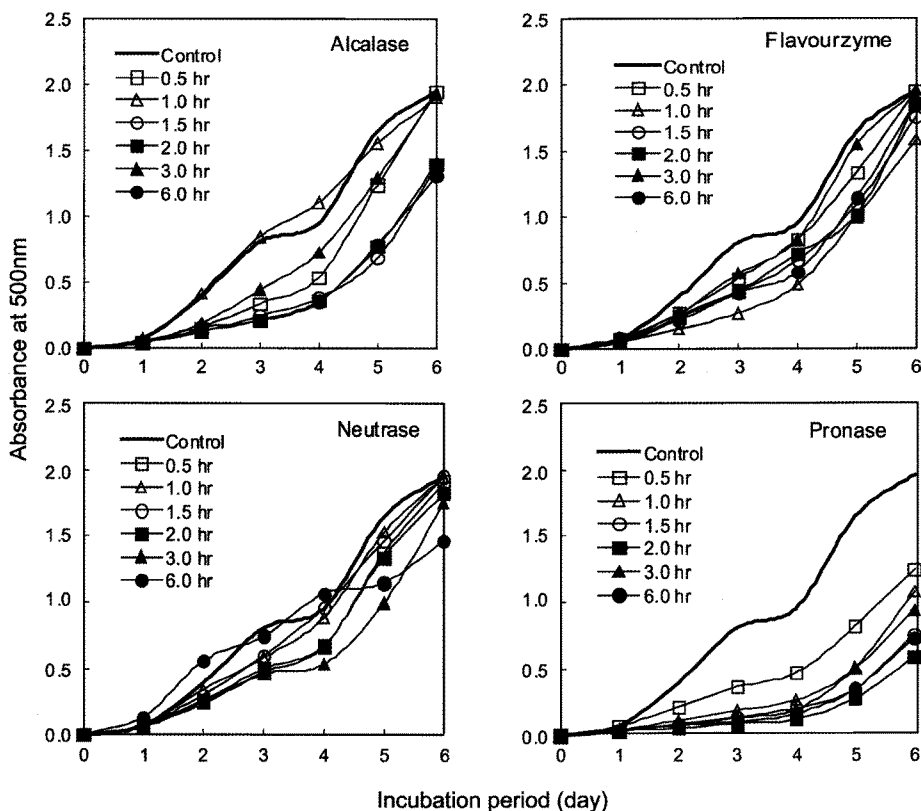 Absorbance at 500nm
Alcalase
Control
0.5 hr
1.0 hr
1.5 hr
2.0 hr
3.0 hr
6.0 hr
2.5
2.0
1.5
1.0
0.5
0.0
0 1 2 3 4 5 6
Flavourzyme
Control
0.5 hr
1.0 hr
1.5 hr
2.0 hr
3.0 hr
6.0 hr
2.5
2.0
1.5
1.0
0.5
0.0
0 1 2 3 4 5 6
Neutrase
Control
0.5 hr
1.0 hr
1.5 hr
2.0 hr
3.0 hr
6.0 hr
2.5
2.0
1.5
1.0
0.5
0.0
0 1 2 3 4 5 6
Pronase
Control
0.5 hr
1.0 hr
1.5 hr
2.0 hr
3.0 hr
6.0 hr
2.5
2.0
1.5
1.0
0.5
0.0
0 1 2 3 4 5 6
Incubation period (day)